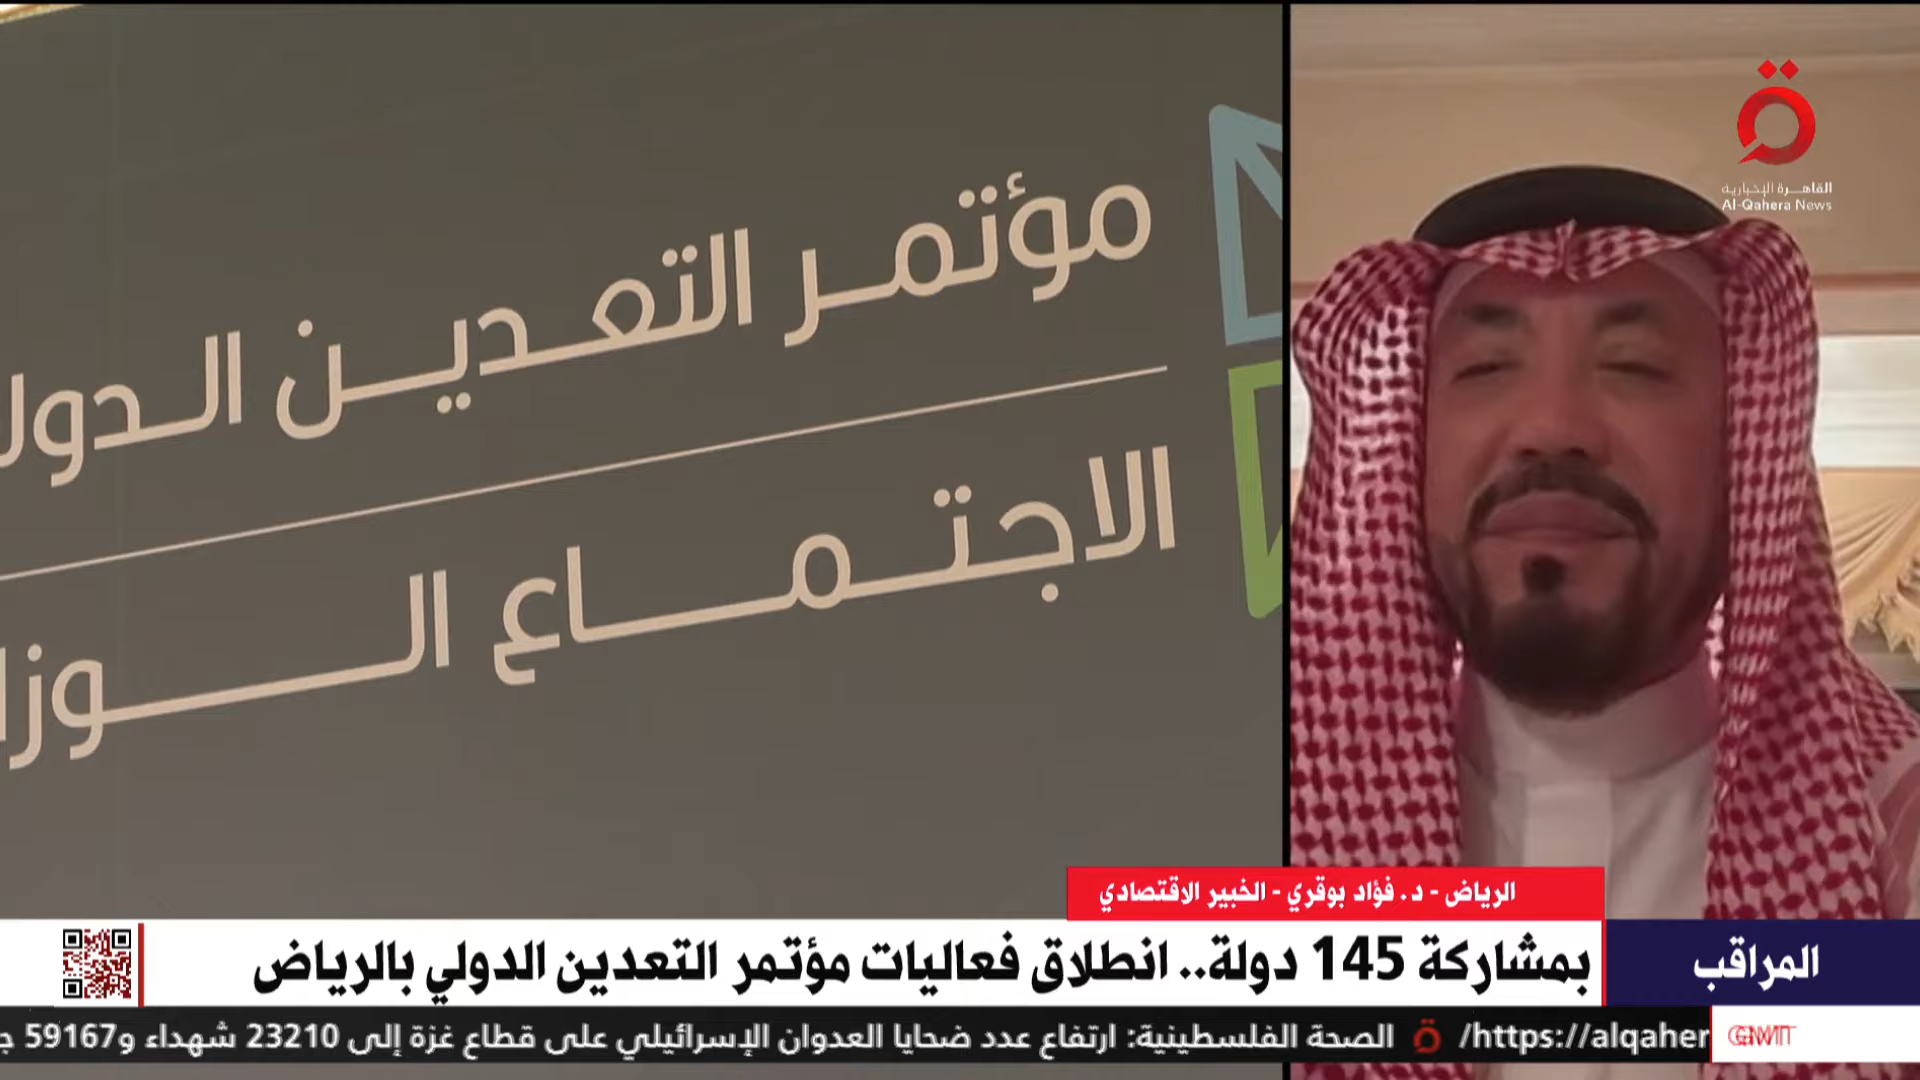 القاهرة الإخبارية
Al-Qahera News
مؤتمر التعدين الدولـ
الاجتماع الوزا
الرياض - د. فؤاد بوقري - الخبير الاقتصادي
المراقب
بمشاركة 145 دولة.. انطلاق فعاليات مؤتمر التعدين الدولي بالرياض
https://alqaher/ الصحة الفلسطينية: ارتفاع عدد ضحايا العدوان الإسرائيلي على قطاع غزة إلى 23210 شهداء و59167 جـ